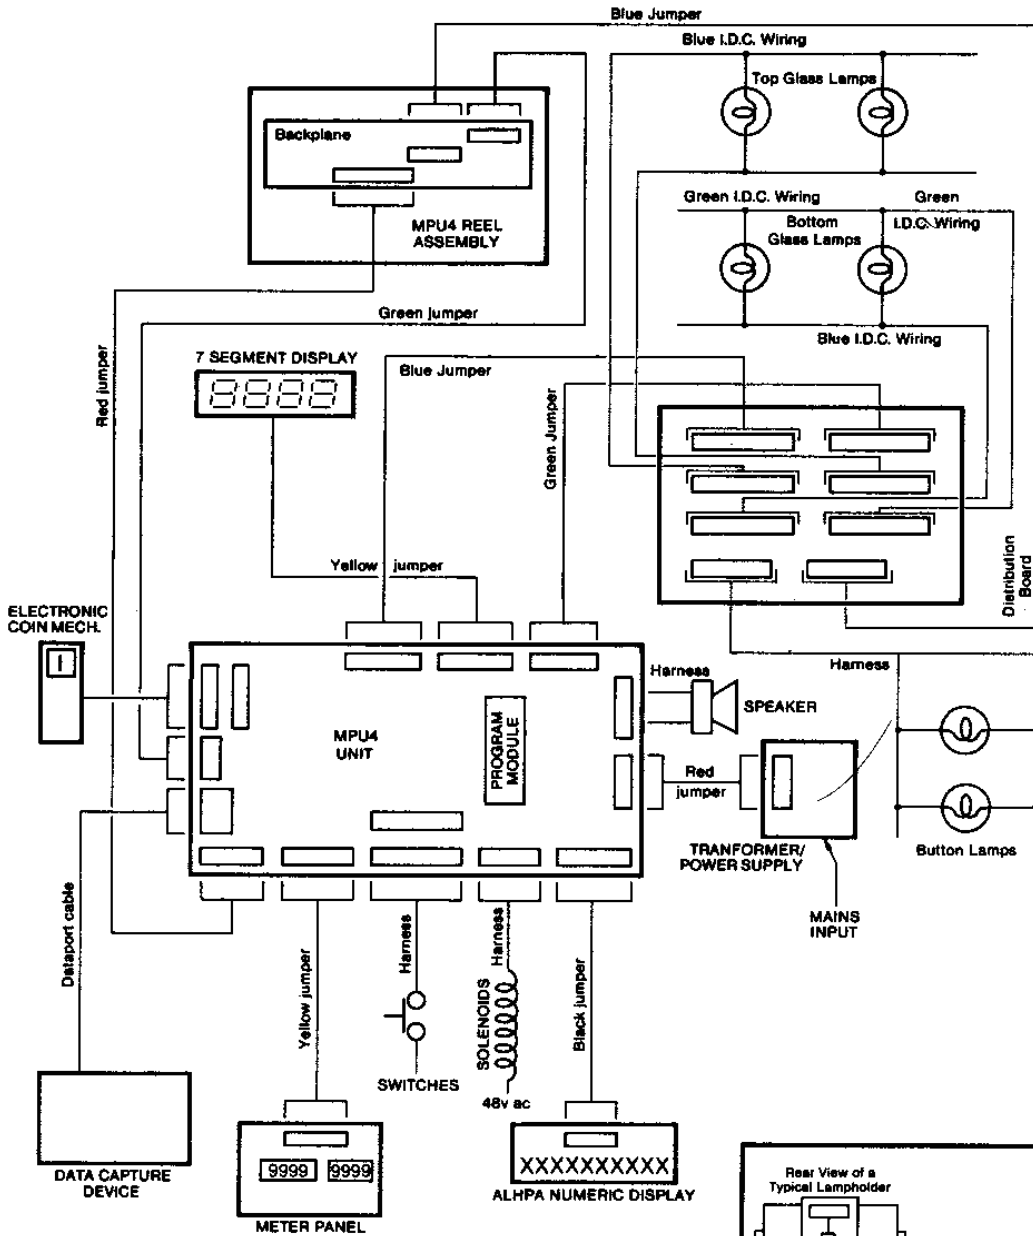 Blue Jumper
Blue I.D.C. Wiring
Top Glass Lamps
Backplane
MPU4 REEL
ASSEMBLY
Green I.D.C. Wiring
Green
I.D.C. Wiring
Bottom
Glass Lamps
Blue I.D.C. Wiring
Green jumper
Red jumper
7 SEGMENT DISPLAY
8888
Blue Jumper
Green Jumper
Yellow jumper
Distribution
Board
ELECTRONIC
COIN MECH.
MPU4
UNIT
PROGRAM
MODULE
Harness
SPEAKER
Harness
Red
jumper
TRANFORMER/
POWER SUPPLY
MAINS
INPUT
Button Lamps
Dataport cable
Yellow jumper
Harness
SWITCHES
Harness
SOLENOIDS
48v ac
Black jumper
DATA CAPTURE
DEVICE
9999
9999
METER PANEL
XXXXXXXXXX
ALHPA NUMERIC DISPLAY
Rear View of a
Typical Lampholder